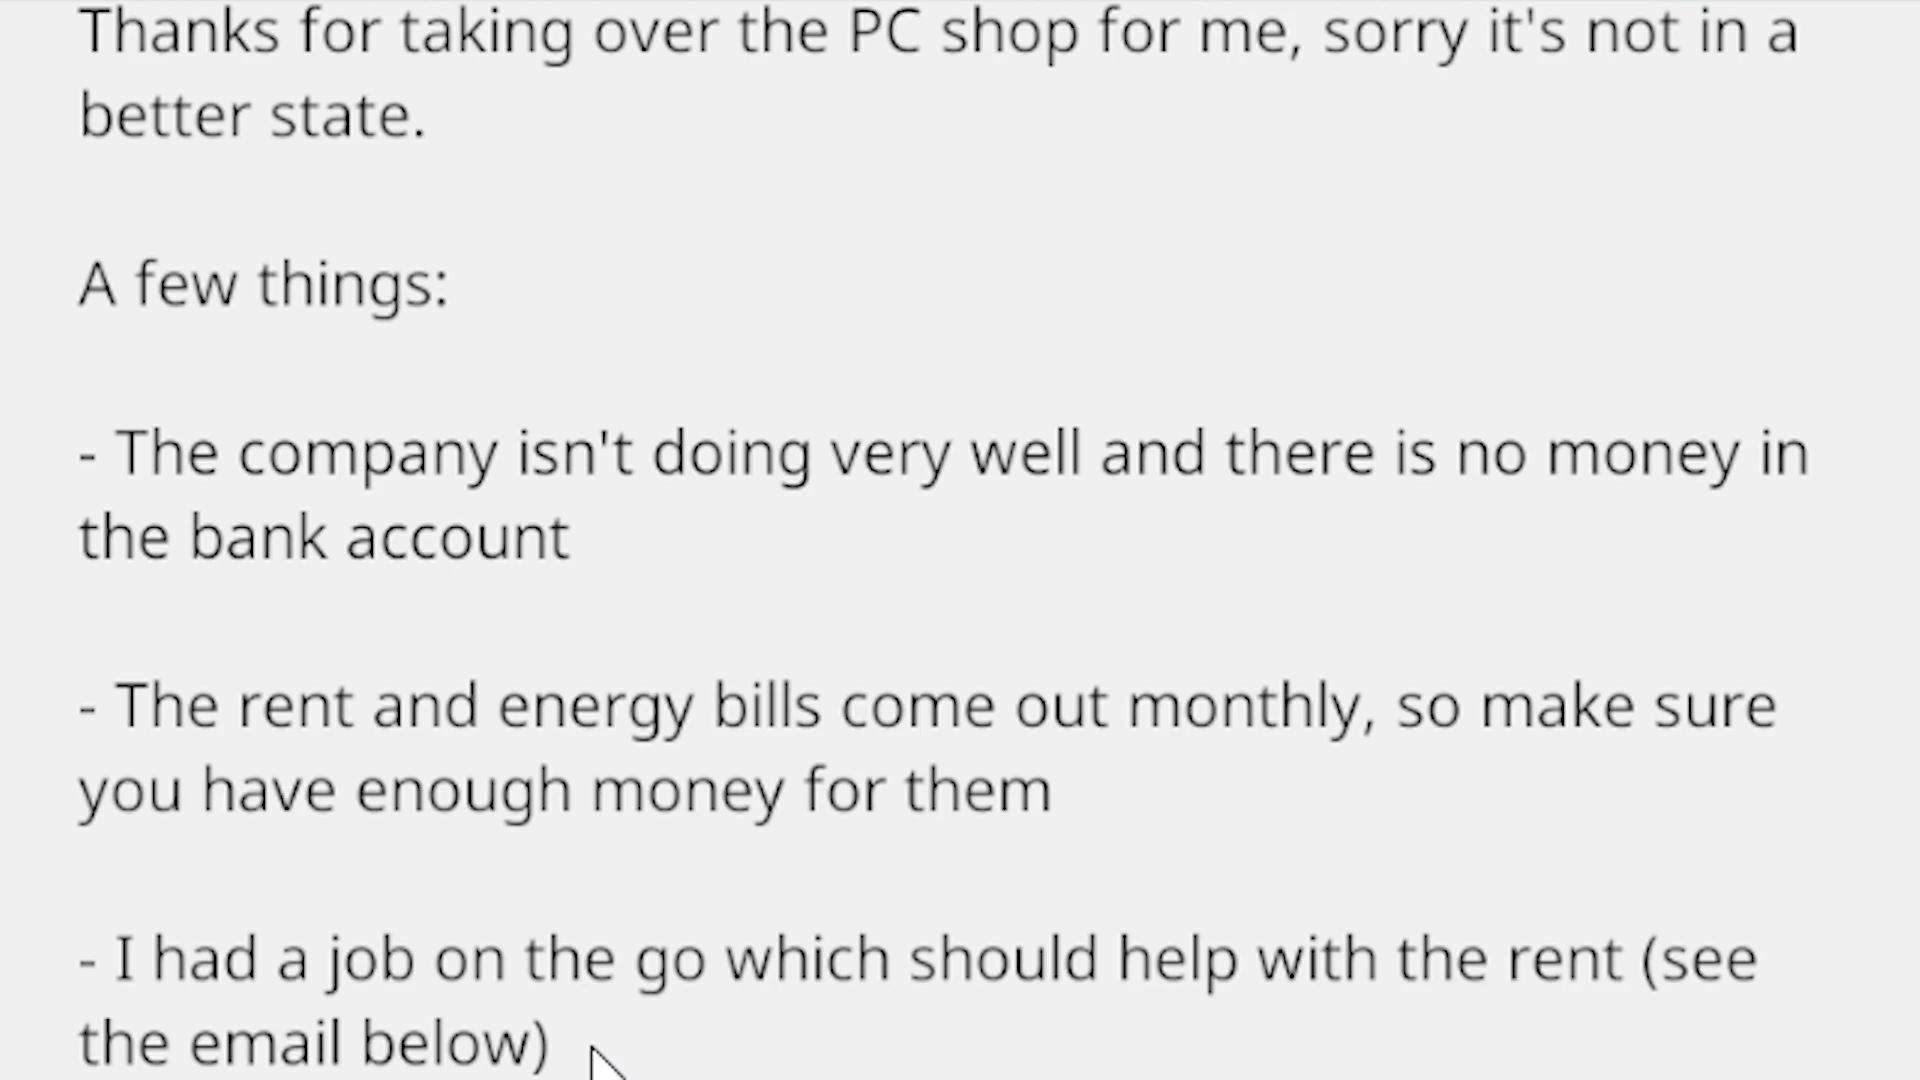 Thanks for taking over the PC shop for me, sorry it's not in a
better state.
A few things:
- The company isn't doing very well and there is no money in
the bank account
- The rent and energy bills come out monthly, so make sure
you have enough money for them
- I had a job on the go which should help with the rent (see
the email below)